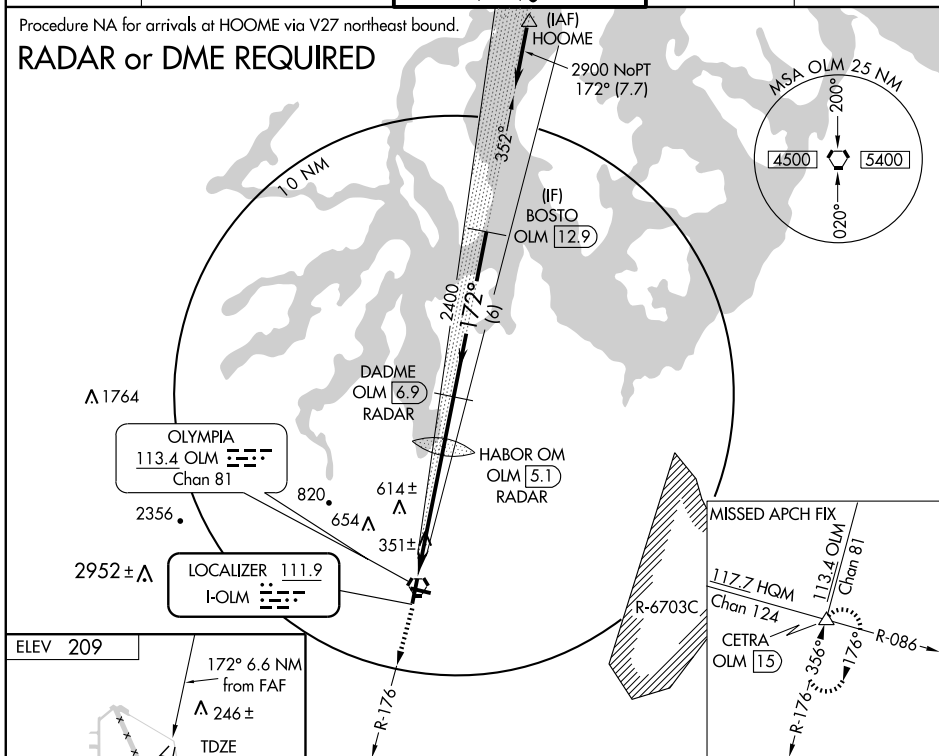 Procedure NA for arrivals at HOOME via V27 northeast bound.
RADAR or DME REQUIRED
(IAF)
HOOME
2900 NoPT
172° (7.7)
352°
MSA OLM 25 NM
200°
4500
5400
020°
10 NM
(IF)
BOSTO
OLM 12.9
2400
172°
(6)
DADME
OLM 6.9
RADAR
1764
OLYMPIA
113.4 OLM
Chan 81
HABOR OM
OLM 5.1
RADAR
820
614±
654
351±
2356
2952±
LOCALIZER 111.9
I-OLM
R-6703C
MISSED APCH FIX
113.4 OLM
Chan 81
117.7 HQM
Chan 124
CETRA
OLM 15
R-086
356°
176°
R-176
R-176
ELEV 209
172° 6.6 NM
from FAF
246±
TDZE